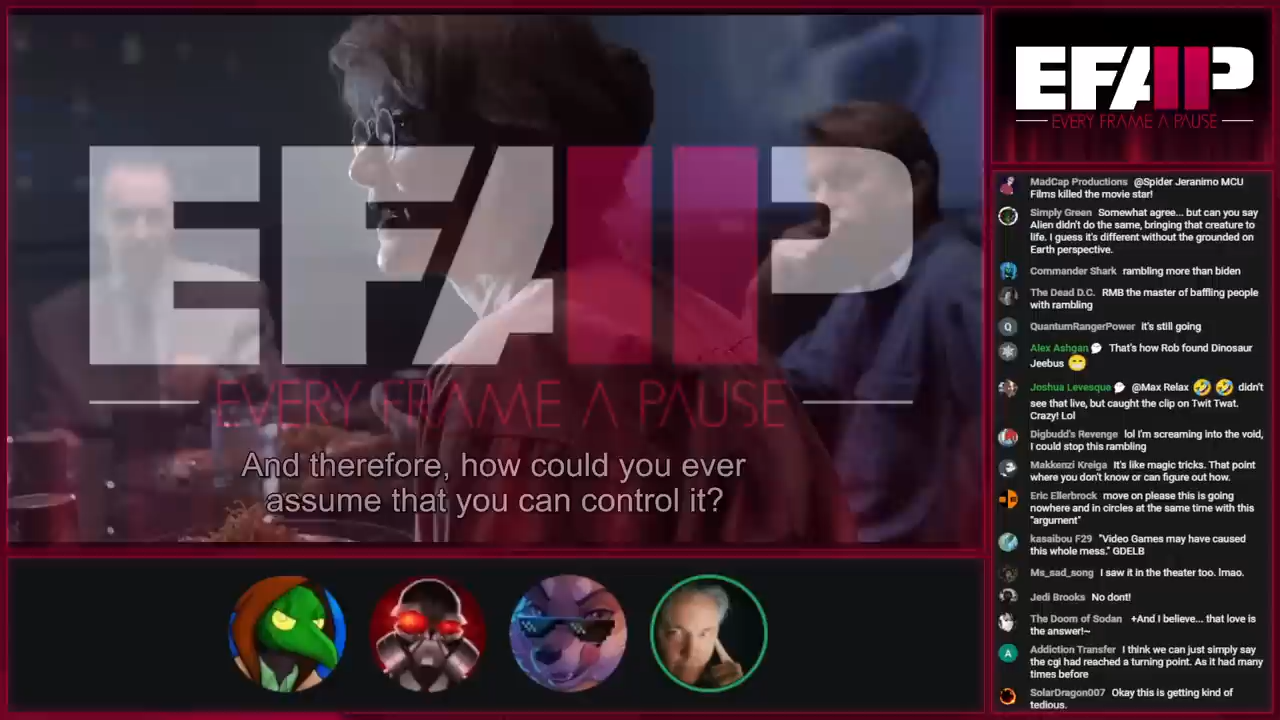 EFAP
EVERY FRAME A PAUSE
And therefore, how could you ever
assume that you can control it?
EFAP
EVERY FRAME A PAUSE
MadCap Productions @Spider Jeranimo MCU
Films killed the movie star!
Simply Green Somewhat agree... but can you say
Alien didn't do the same, bringing that creature to
life. I guess it's different without the grounded on
Earth perspective.
Commander Shark rambling more than biden
The Dead D.C. RMB the master of baffling people
with rambling
Q
QuantumRangerPower it's still going
Alex Ashgan That's how Rob found Dinosaur
Jeebus 😁
Joshua Levesque @Max Relax 🤣 🤣 didn't
see that live, but caught the clip on Twit Twat.
Crazy! Lol
Digbudd's Revenge lol I'm screaming into the void,
I could stop this rambling
Makkenzi Kreiga It's like magic tricks. That point
where you don't know or can figure out how.
Eric Ellerbrock move on please this is going
nowhere and in circles at the same time with this
"argument"
kasaibou F29 "Video Games may have caused
this whole mess." GDELB
Ms_sad_song I saw it in the theater too. lmao.
Jedi Brooks No dont!
The Doom of Sodan +And I believe... that love is
the answer!~
A
Addiction Transfer I think we can just simply say
the cgi had reached a turning point. As it had many
times before
SolarDragon007 Okay this is getting kind of
tedious.